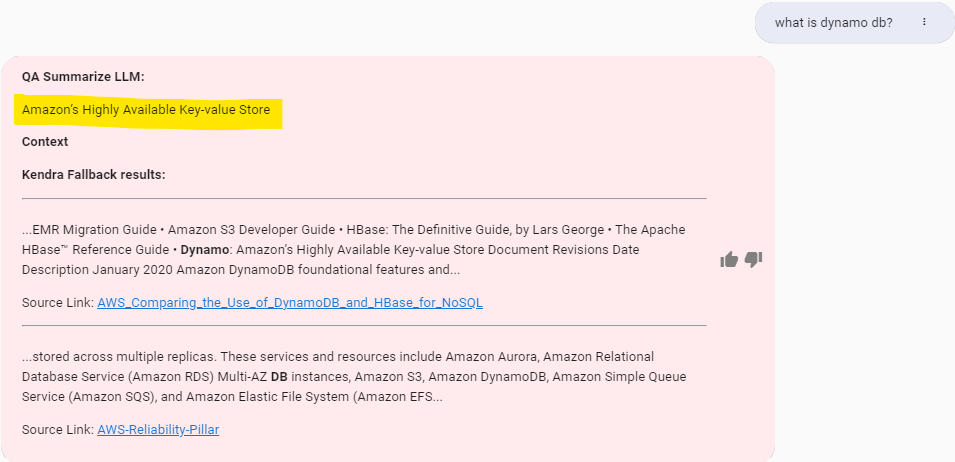 what is dynamo db?
QA Summarize LLM:
Amazon's Highly Available Key-value Store
Context
Kendra Fallback results:
...EMR Migration Guide • Amazon S3 Developer Guide • HBase: The Definitive Guide, by Lars George • The Apache
HBase™ Reference Guide • Dynamo: Amazon's Highly Available Key-value Store Document Revisions Date
Description January 2020 Amazon DynamoDB foundational features and...
Source Link: AWS_Comparing_the_Use_of_DynamoDB_and_HBase_for_NoSQL
...stored across multiple replicas. These services and resources include Amazon Aurora, Amazon Relational
Database Service (Amazon RDS) Multi-AZ DB instances, Amazon S3, Amazon DynamoDB, Amazon Simple Queue
Service (Amazon SQS), and Amazon Elastic File System (Amazon EFS...
Source Link: AWS-Reliability-Pillar